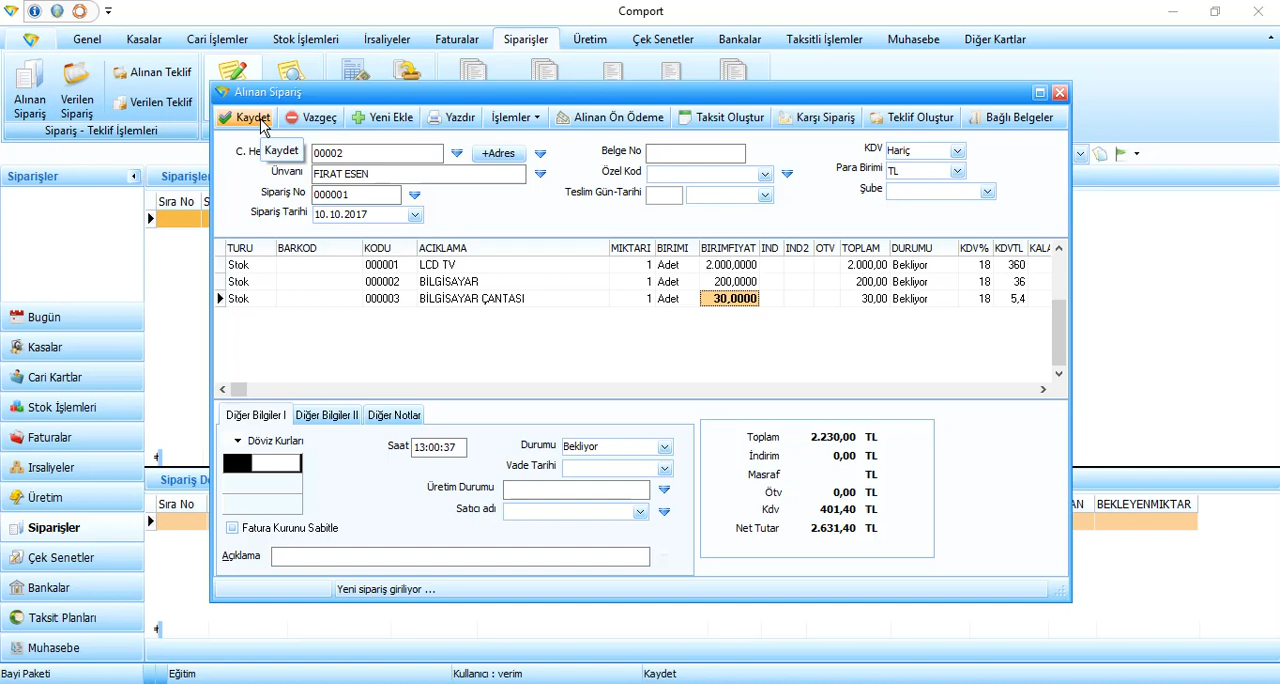 Comport
Genel Kasalar Cari İşlemler Stok İşlemleri İrsaliyeler Faturalar Siparişler Üretim Çek Senetler Bankalar Taksitli İşlemler Muhasebe Diğer Kartlar
Alınan Sipariş
Verilen Sipariş
Alınan Teklif
Verilen Teklif
Sipariş - Teklif İşlemleri
Alınan Sipariş
Kaydet Vazgeç Yeni Ekle Yazdır İşlemler Alınan Ön Ödeme Taksit Oluştur Karşı Sipariş Teklif Oluştur Bağlı Belgeler
Kaydet
C. He 00002 +Adres Belge No KDV Hariç
Ünvanı FIRAT ESEN Özel Kod Para Birimi TL
Sipariş No 000001 Teslim Gün-Tarihi Şube
Sipariş Tarihi 10.10.2017
TURU BARKOD KODU ACIKLAMA MIKTARI BIRIMI BIRIMFIYAT IND IND2 OTV TOPLAM DURUMU KDV% KDVTL KALA
Stok 000001 LCD TV 1 Adet 2.000,0000 2.000,00 Bekliyor 18 360
Stok 000002 BİLGİSAYAR 1 Adet 200,0000 200,00 Bekliyor 18 36
Stok 000003 BİLGİSAYAR ÇANTASI 1 Adet 30,0000 30,00 Bekliyor 18 5,4
Diğer Bilgiler I Diğer Bilgiler II Diğer Notlar
Döviz Kurları Saat 13:00:37 Durumu Bekliyor
Vade Tarihi
Üretim Durumu
Satıcı adı
Fatura Kurunu Sabitle
Açıklama
Toplam 2.230,00 TL
İndirim 0,00 TL
Masraf TL
Ötv 0,00 TL
Kdv 401,40 TL
Net Tutar 2.631,40 TL
Yeni sipariş giriliyor ...
Siparişler
Siparişler
Sıra No S
Bugün
Kasalar
Cari Kartlar
Stok İşlemleri
Faturalar
Irsaliyeler
Üretim
Siparişler
Çek Senetler
Bankalar
Taksit Planları
Muhasebe
Sipariş De
Sıra No AN BEKLEYENMIKTAR
Bayi Paketi Eğitim Kullanıcı : verim Kaydet